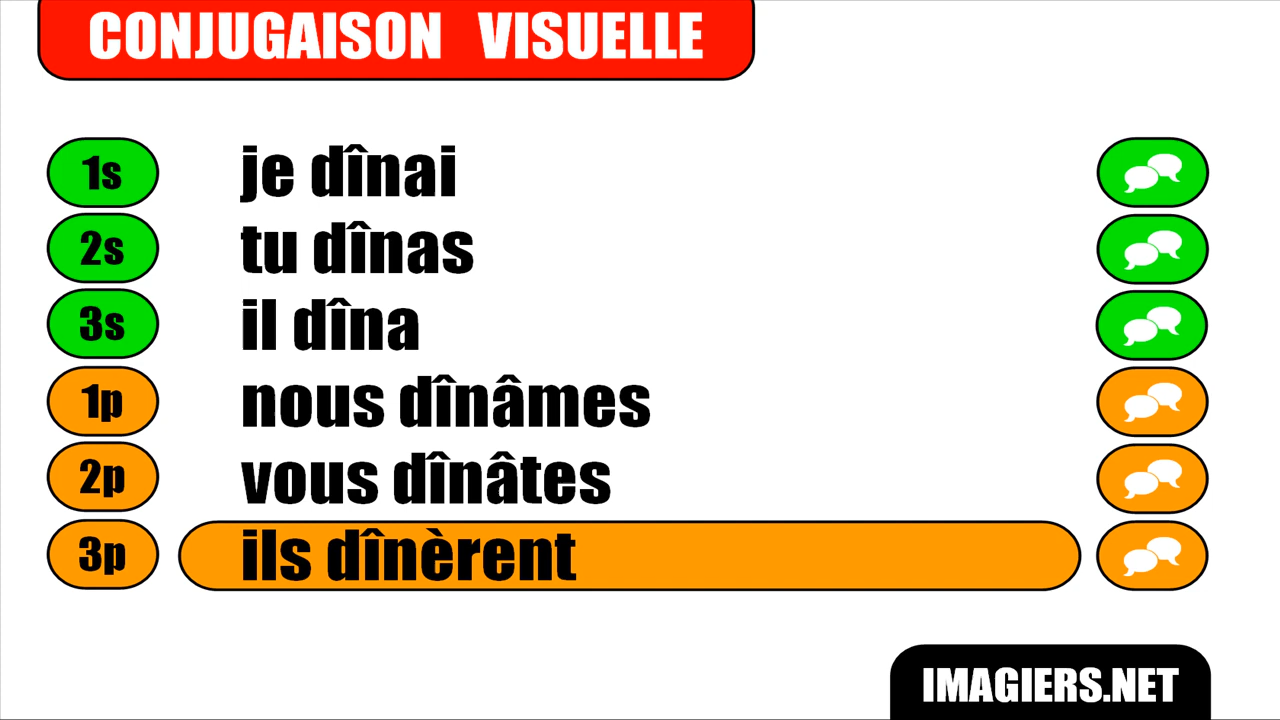 CONJUGAISON VISUELLE
1s je dînai
2s tu dînas
3s il dîna
1p nous dînâmes
2p vous dînâtes
3p ils dînèrent
IMAGIERS.NET